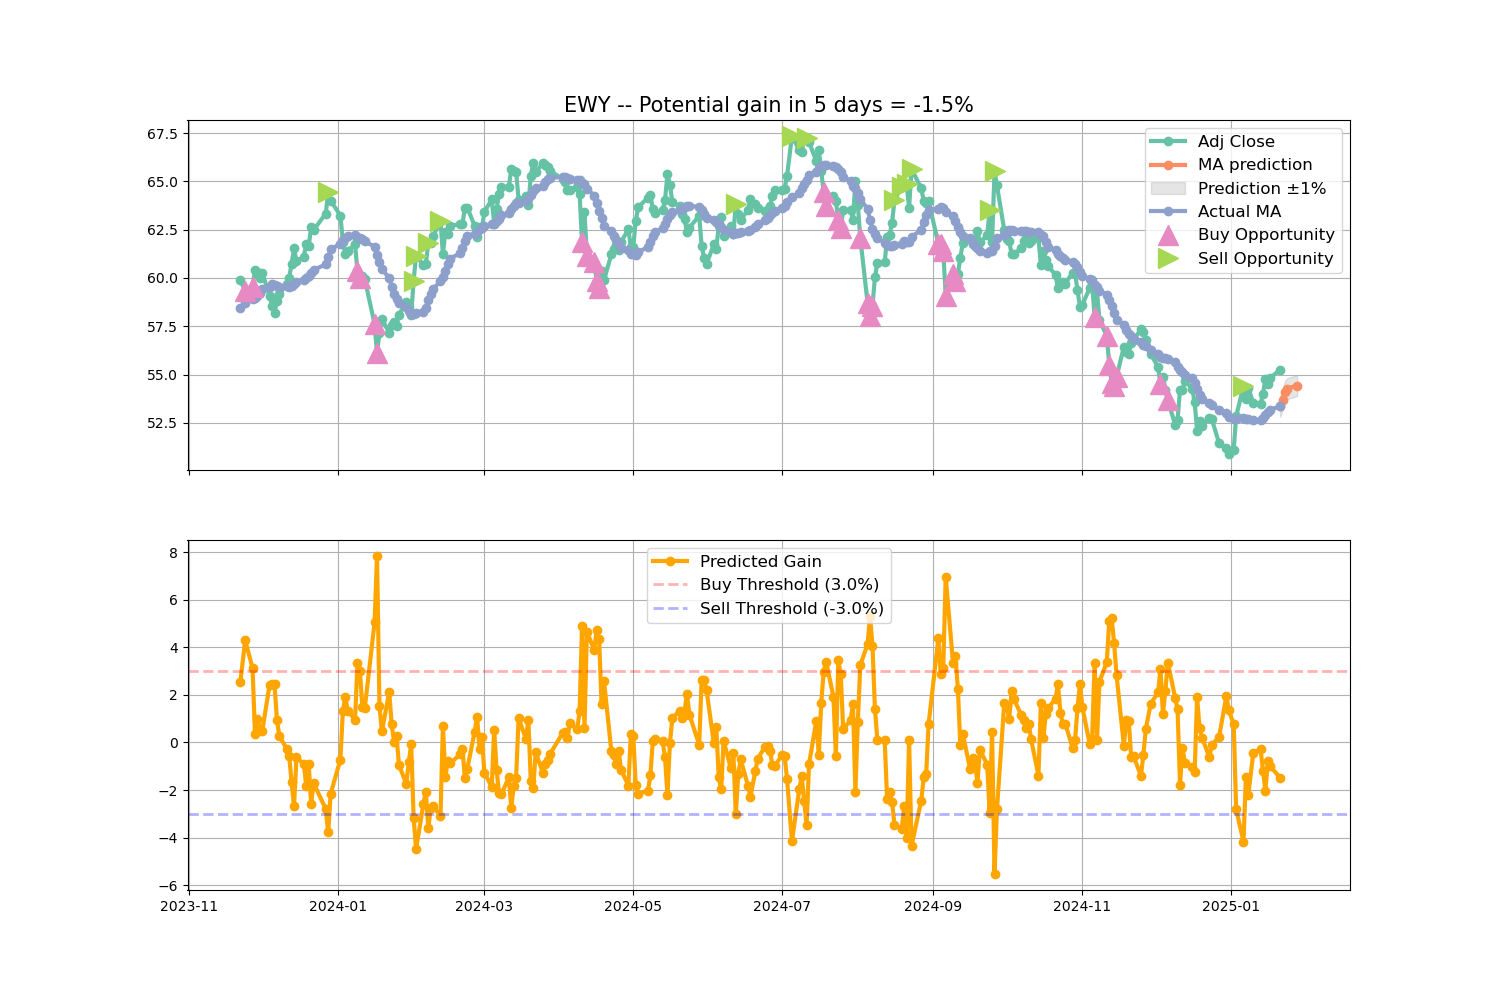 EWY -- Potential gain in 5 days = -1.5%
67.5
65.0
62.5
60.0
57.5
55.0
52.5
Adj Close
MA prediction
Prediction ±1%
Actual MA
Buy Opportunity
Sell Opportunity
8
6
4
2
0
−2
−4
−6
Predicted Gain
Buy Threshold (3.0%)
Sell Threshold (-3.0%)
2023-11 2024-01 2024-03 2024-05 2024-07 2024-09 2024-11 2025-01